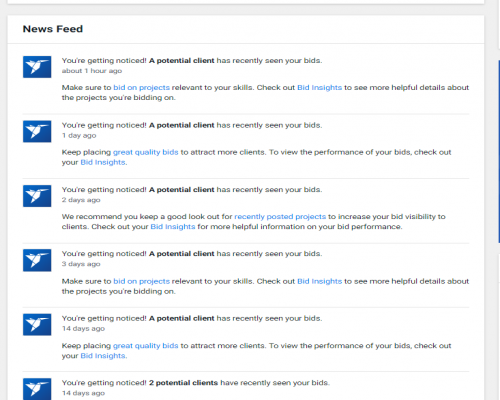 News Feed
You're getting noticed! A potential client has recently seen your bids.
about 1 hour ago
Make sure to bid on projects relevant to your skills. Check out Bid Insights to see more helpful details about
the projects you're bidding on.
You're getting noticed! A potential client has recently seen your bids.
1 day ago
Keep placing great quality bids to attract more clients. To view the performance of your bids, check out
your Bid Insights.
You're getting noticed! A potential client has recently seen your bids.
2 days ago
We recommend you keep a good look out for recently posted projects to increase your bid visibility to
clients. Check out your Bid Insights for more helpful information on your bid performance.
You're getting noticed! A potential client has recently seen your bids.
3 days ago
Make sure to bid on projects relevant to your skills. Check out Bid Insights to see more helpful details about
the projects you're bidding on.
You're getting noticed! A potential client has recently seen your bids.
14 days ago
Keep placing great quality bids to attract more clients. To view the performance of your bids, check out
your Bid Insights.
You're getting noticed! 2 potential clients have recently seen your bids.
14 days ago